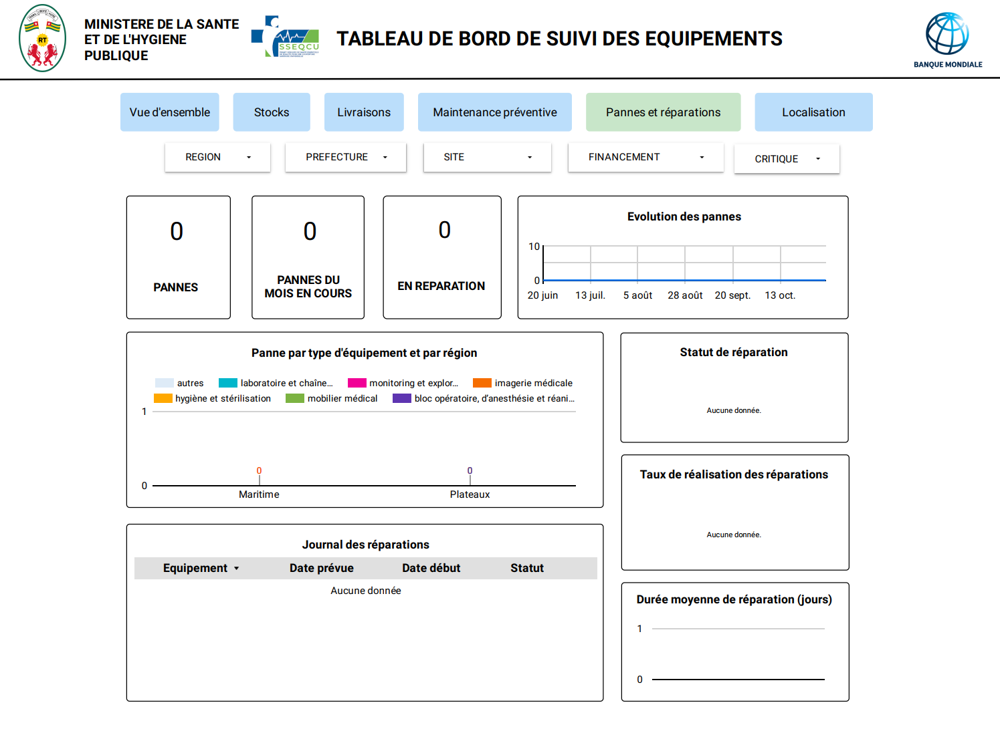 MINISTERE DE LA SANTE
ET DE L'HYGIENE
PUBLIQUE
RT
SSEQCU
TABLEAU DE BORD DE SUIVI DES EQUIPEMENTS
BANQUE MONDIALE
Vue d'ensemble
Stocks
Livraisons
Maintenance préventive
Pannes et réparations
Localisation
REGION
PREFECTURE
SITE
FINANCEMENT
CRITIQUE
0
PANNES
0
PANNES DU
MOIS EN COURS
0
EN REPARATION
Evolution des pannes
10
0
20 juin 13 juil. 5 août 28 août 20 sept. 13 oct.
Panne par type d'équipement et par région
autres laboratoire et chaîne... monitoring et explor... imagerie médicale
hygiène et stérilisation mobilier médical bloc opératoire, d'anesthésie et réani...
1
0 0
0
Maritime Plateaux
Statut de réparation
Aucune donnée.
Taux de réalisation des réparations
Aucune donnée.
Journal des réparations
Equipement Date prévue Date début Statut
Aucune donnée
Durée moyenne de réparation (jours)
1
0